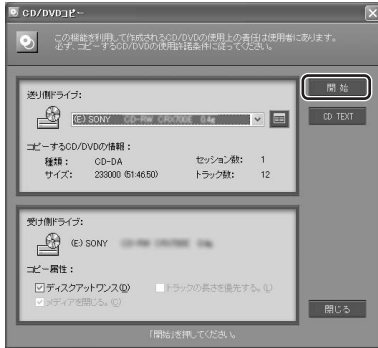 CD/DVDコピー
この機能を利用して作成されるCD/DVDの使用上の責任は使用者にあります。
必ず、コピーするCD/DVDの使用許諾条件に従ってください。
送り側ドライブ:
開始
(E) SONY CD-RW CRX700E
CD TEXT
コピーするCD/DVDの情報:
種類: CD-DA セッション数: 1
サイズ: 233000 (51:46.50) トラック数: 12
受け側ドライブ:
(E) SONY
コピー属性:
ディスクアットワンス(D) トラックの長さを優先する。(L)
メディアを閉じる。(C)
閉じる
「開始」を押してください。